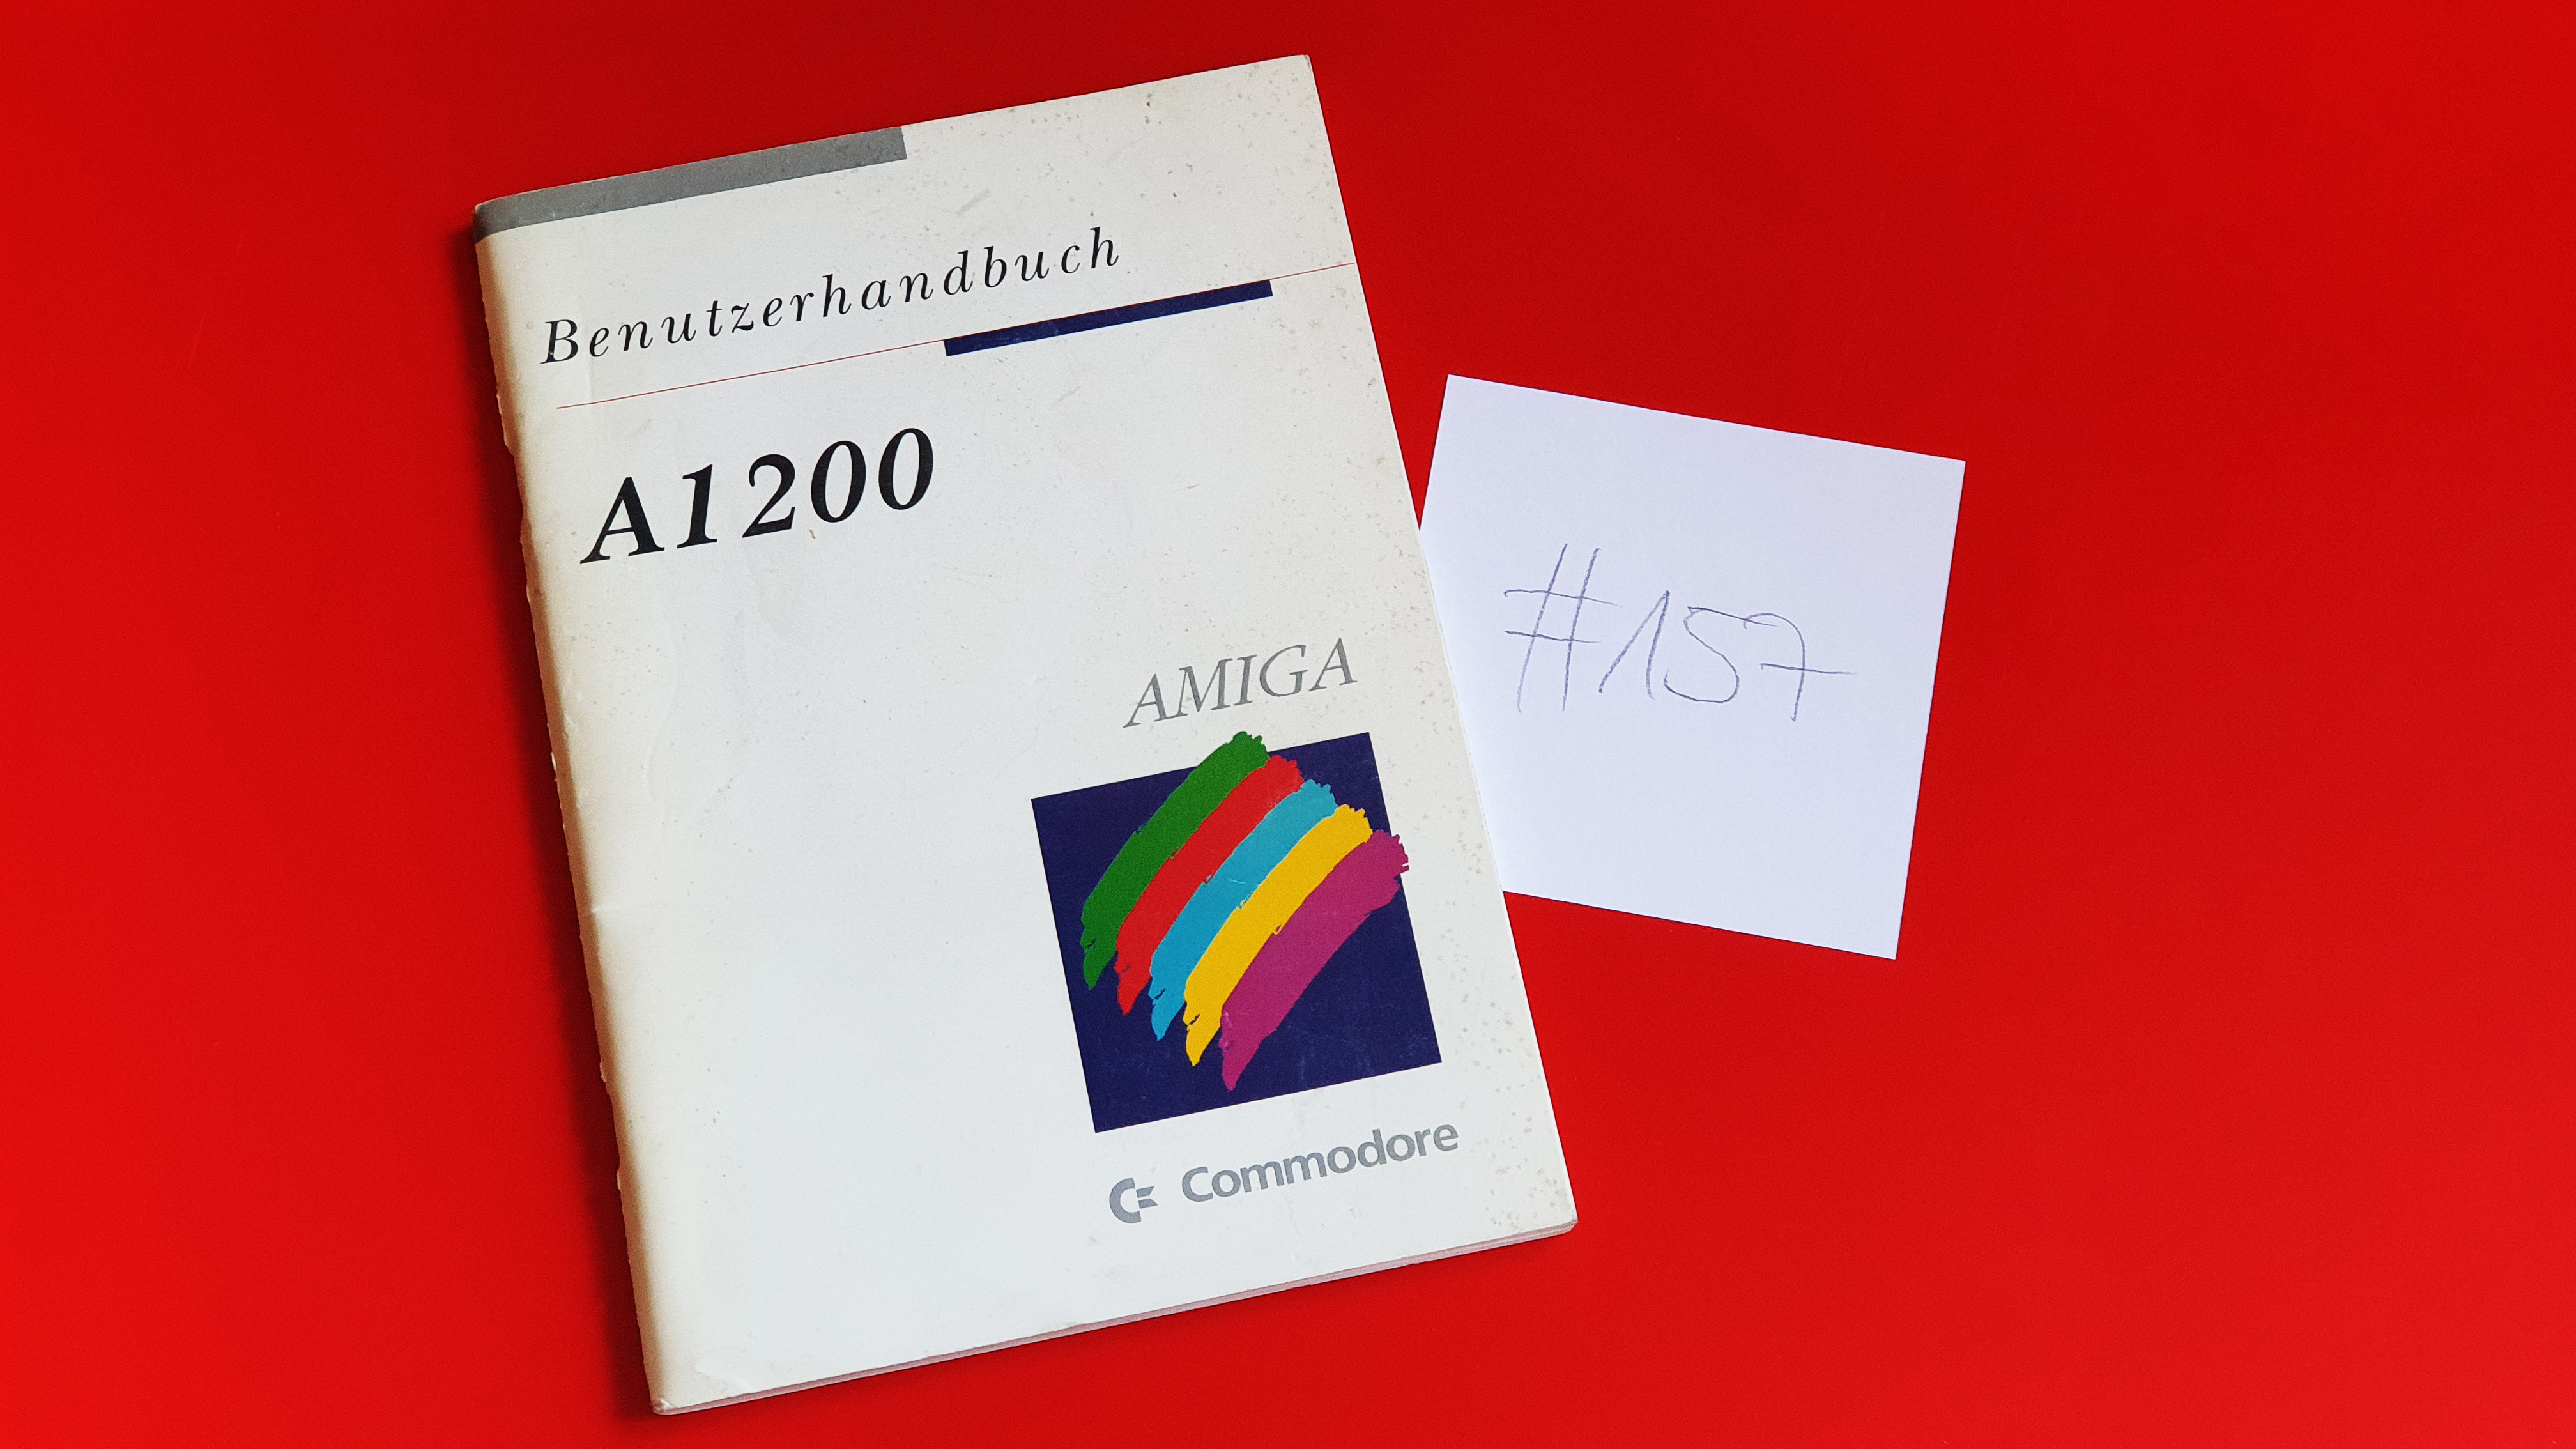 Benutzerhandbuch
A1200
AMIGA
Commodore
#157